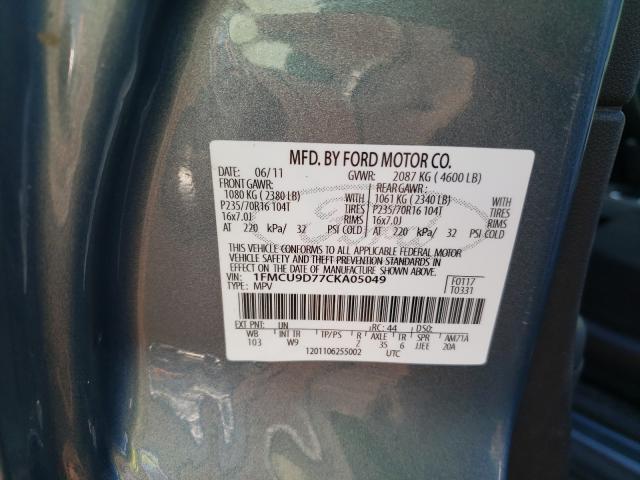 MFD. BY FORD MOTOR CO.
DATE: 06/11 GVWR: 2087 KG ( 4600 LB)
FRONT GAWR: REAR GAWR :
1080 KG ( 2380 LB) WITH 1061 KG ( 2340 LB) WITH
P235/70R16 104T TIRES P235/70R16 104T TIRES
16x7.0J RIMS 16x7.0J RIMS
AT 220 kPa/ 32 PSI COLD AT 220 kPa/ 32 PSI COLD
THIS VEHICLE CONFORMS TO ALL APPLICABLE FEDERAL MOTOR
VEHICLE SAFETY AND THEFT PREVENTION STANDARDS IN
EFFECT ON THE DATE OF MANUFACTURE SHOWN ABOVE.
VIN: 1FMCU9D77CKA05049 F0117
TYPE: MPV T0331
EXT PNT: UN RC: 44 DSO:
WB INT TR TP/PS R AXLE TR SPR AM71A
103 W9 Z 35 6 JJEE 20A
1201106255002 UTC
Ford